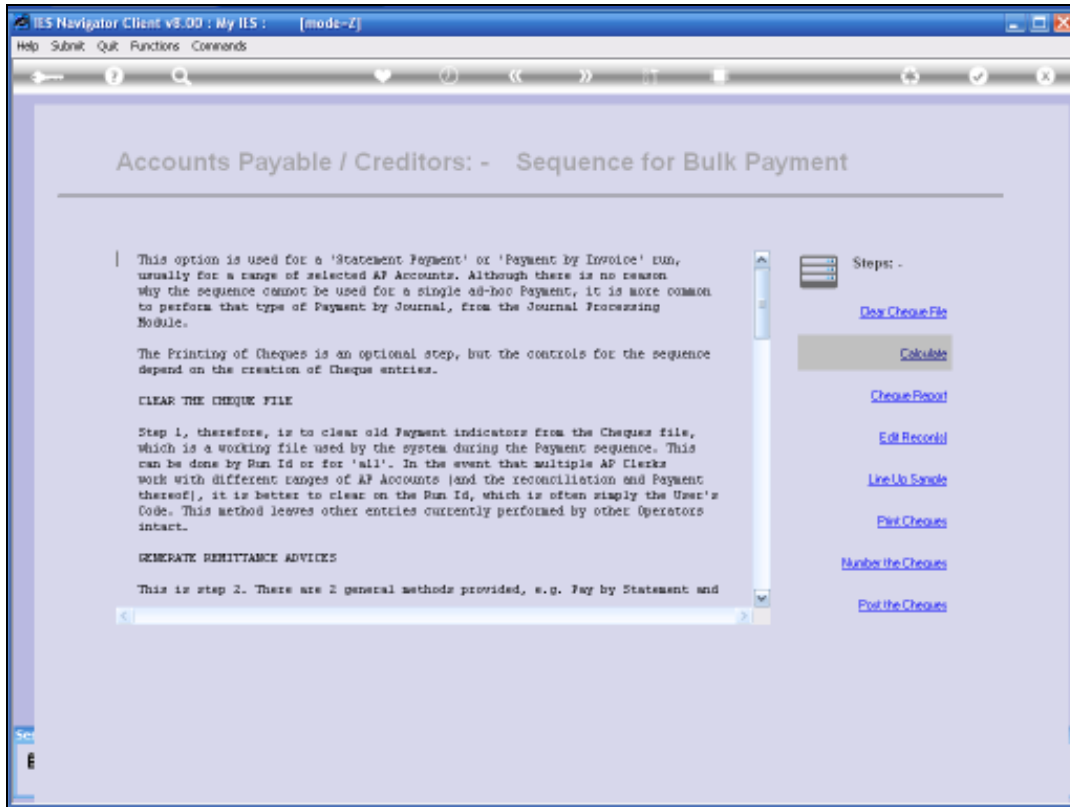 IES Navigator Client v8.00 : My IES :      [mode-Z]
Help  Submit  Quit  Functions  Commands
Accounts Payable / Creditors: -    Sequence for Bulk Payment
This option is used for a 'Statement Payment' or 'Payment by Invoice' run,
usually for a range of selected AP Accounts. Although there is no reason
why the sequence cannot be used for a single ad-hoc Payment, it is more common
to perform that type of Payment by Journal, from the Journal Processing
Module.
The Printing of Cheques is an optional step, but the controls for the sequence
depend on the creation of Cheque entries.
CLEAR THE CHEQUE FILE
Step 1, therefore, is to clear old Payment indicators from the Cheques file,
which is a working file used by the system during the Payment sequence. This
can be done by Run Id or for 'all'. In the event that multiple AP Clerks
work with different ranges of AP Accounts (and the reconciliation and Payment
thereof), it is better to clear on the Run Id, which is often simply the User's
Code. This method leaves other entries currently performed by other Operators
intact.
GENERATE REMITTANCE ADVICES
This is step 2. There are 2 general methods provided, e.g. Pay by Statement and
Steps: -
Clear Cheque File
Calculate
Cheque Report
Edit Record(s)
Line Up Sample
Print Cheques
Number the Cheques
Post the Cheques